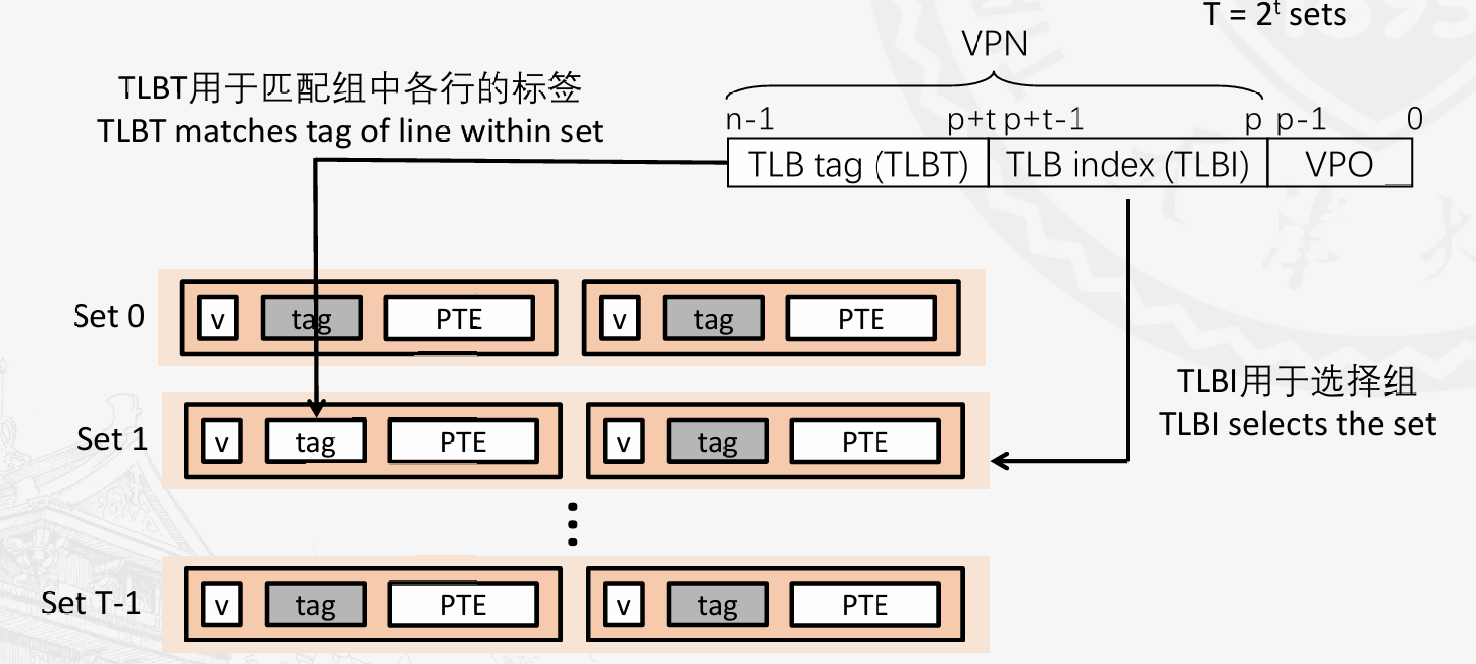 T = 2^t sets
VPN
TLBT用于匹配组中各行的标签
TLBT matches tag of line within set
n-1 p+t p+t-1 p p-1 0
TLB tag (TLBT) TLB index (TLBI) VPO
Set 0 v tag PTE v tag PTE
TLBI用于选择组
TLBI selects the set
Set 1 v tag PTE v tag PTE
Set T-1 v tag PTE v tag PTE